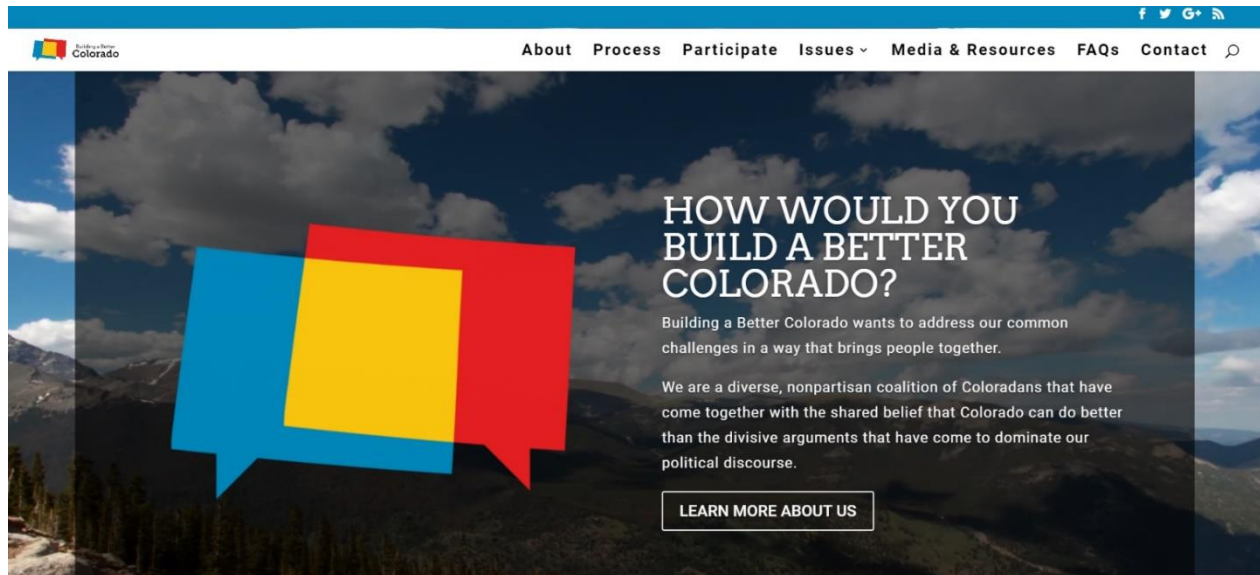 Building a Better
Colorado
About Process Participate Issues Media & Resources FAQs Contact
HOW WOULD YOU
BUILD A BETTER
COLORADO?
Building a Better Colorado wants to address our common
challenges in a way that brings people together.
We are a diverse, nonpartisan coalition of Coloradans that have
come together with the shared belief that Colorado can do better
than the divisive arguments that have come to dominate our
political discourse.
LEARN MORE ABOUT US